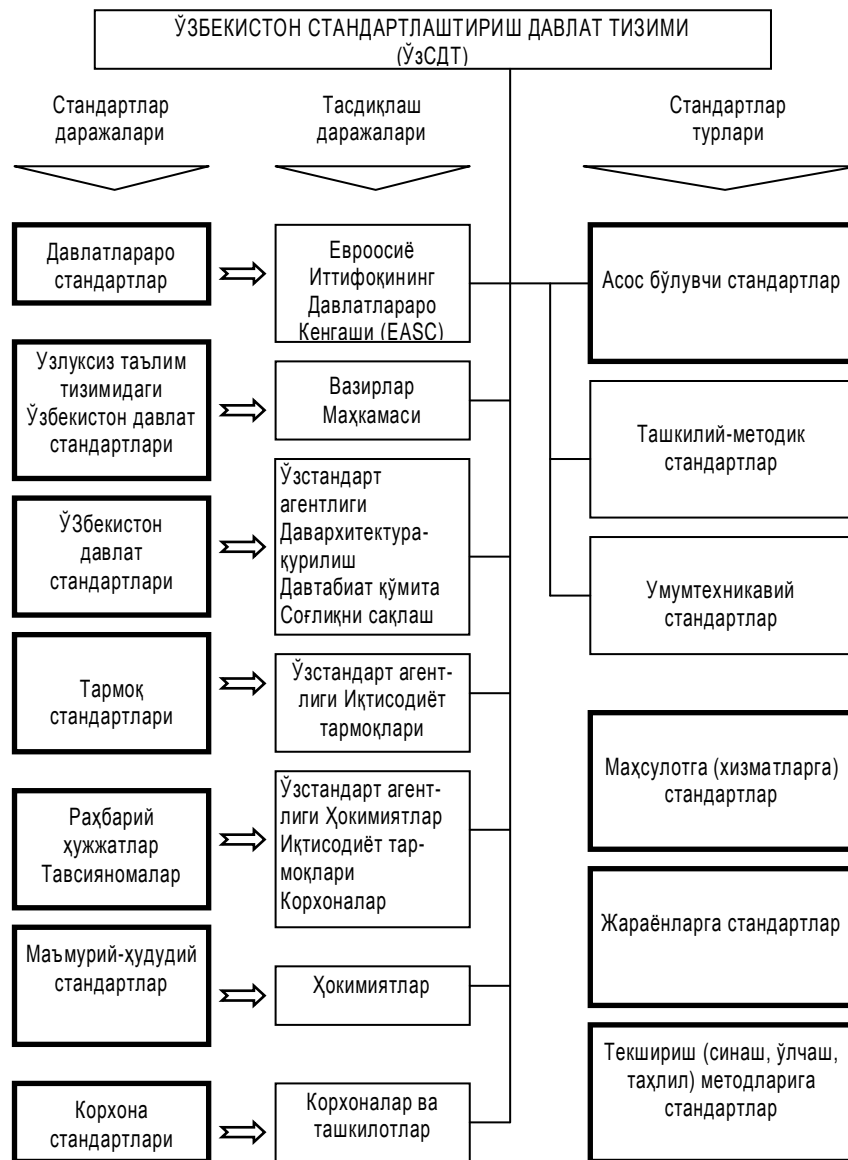 ЎЗБЕКИСТОН СТАНДАРТЛАШТИРИШ ДАВЛАТ ТИЗИМИ
(ЎзСДТ)
Стандартлар
даражалари
Тасдиқлаш
даражалари
Стандартлар
турлари
Давлатлараро
стандартлар
Евроосиё
Иттифоқининг
Давлатлараро
Кенгаши (EASC)
Асос бўлувчи стандартлар
Узлуксиз таълим
тизимидаги
Ўзбекистон давлат
стандартлари
Вазирлар
Маҳкамаси
Ташкилий-методик
стандартлар
ЎЗбекистон
давлат
стандартлари
Ўзстандарт
агентлиги
Давархитектура-
қурилиш
Давтабиат қўмита
Соғлиқни сақлаш
Умумтехникавий
стандартлар
Тармоқ
стандартлари
Ўзстандарт агент-
лиги Иқтисодиёт
тармоқлари
Маҳсулотга (хизматларга)
стандартлар
Раҳбарий
ҳужжатлар
Тавсияномалар
Ўзстандарт агент-
лиги Ҳокимиятлар
Иқтисодиёт тар-
моқлари
Корхоналар
Жараёнларга стандартлар
Маъмурий-ҳудудий
стандартлар
Ҳокимиятлар
Текшириш (синаш, ўлчаш,
таҳлил) методларига
стандартлар
Корхона
стандартлари
Корхоналар ва
ташкилотлар